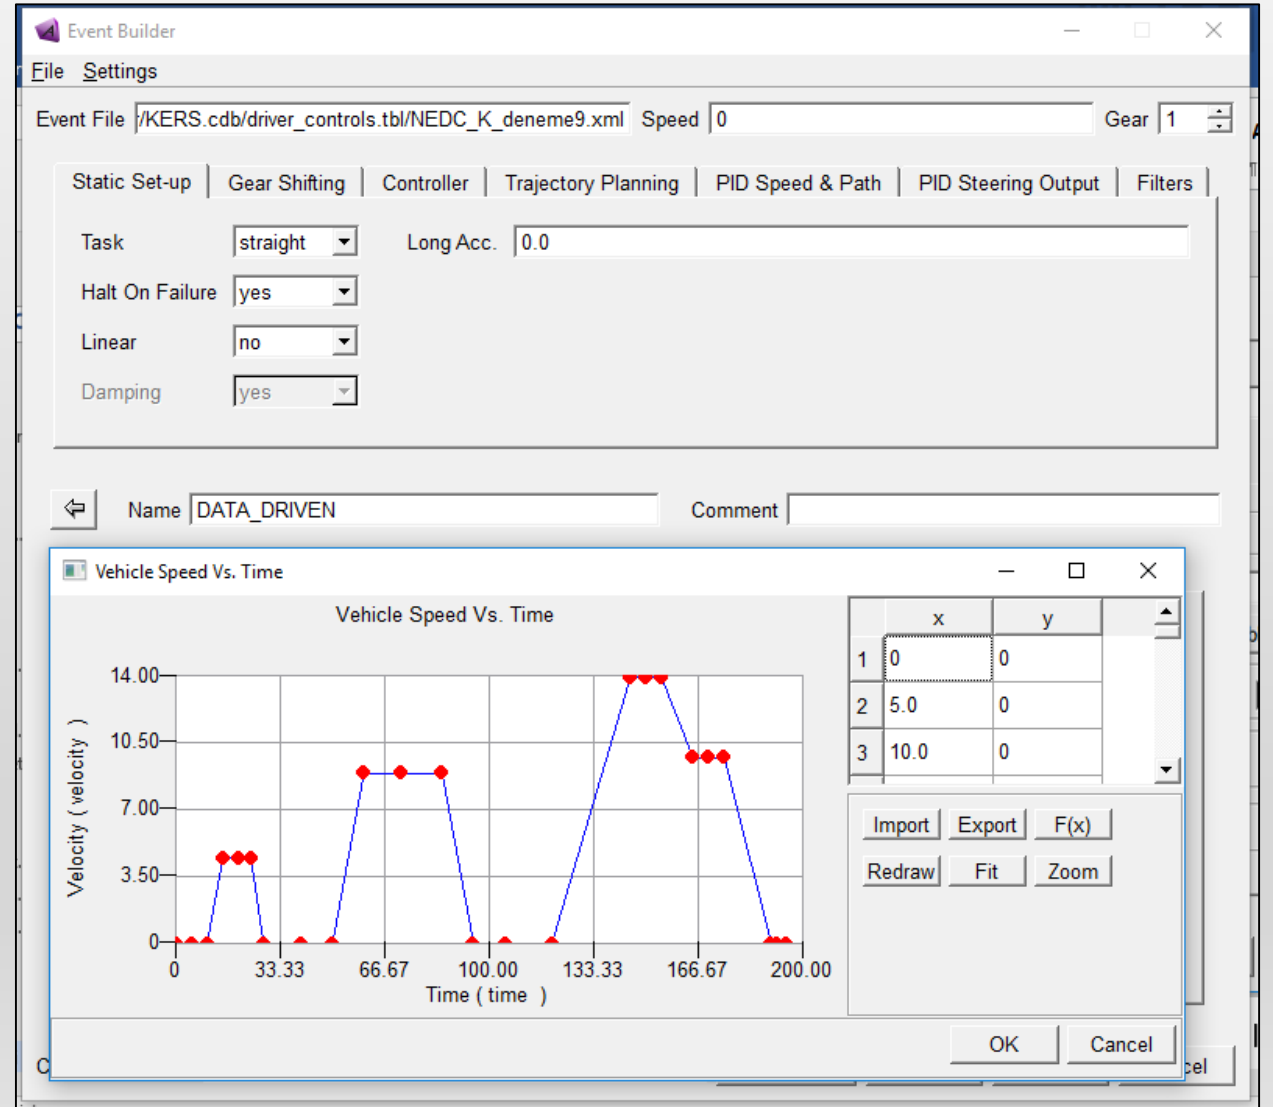 Event Builder
File Settings
Event File /KERS.cdb/driver_controls.tbl/NEDC_K_deneme9.xml Speed 0 Gear 1
Static Set-up Gear Shifting Controller Trajectory Planning PID Speed & Path PID Steering Output Filters
Task straight Long Acc. 0.0
Halt On Failure yes
Linear no
Damping yes
Name DATA_DRIVEN Comment
Vehicle Speed Vs. Time
Vehicle Speed Vs. Time
x y
1 0 0
2 5.0 0
3 10.0 0
14.00
10.50
7.00
3.50
0
Velocity ( velocity )
0 33.33 66.67 100.00 133.33 166.67 200.00
Time ( time )
Import Export F(x)
Redraw Fit Zoom
OK Cancel